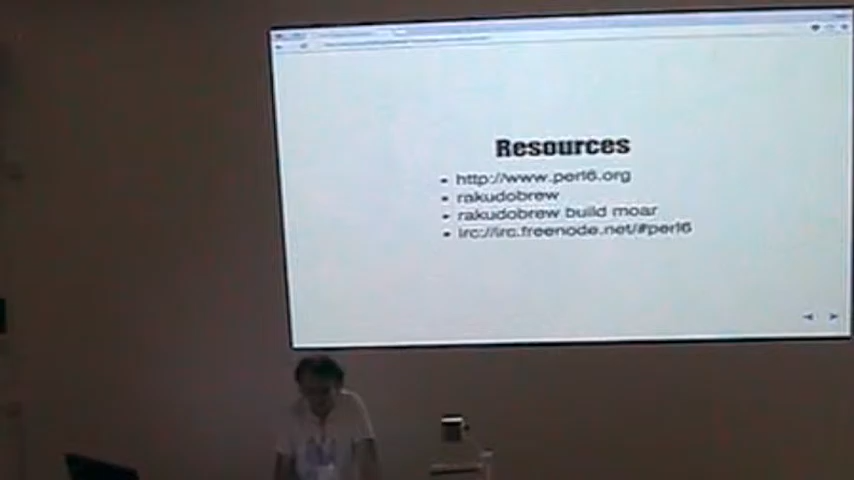 Resources
http://www.perl6.org
rakudobrew
rakudobrew build moar
irc://irc.freenode.net/#perl6